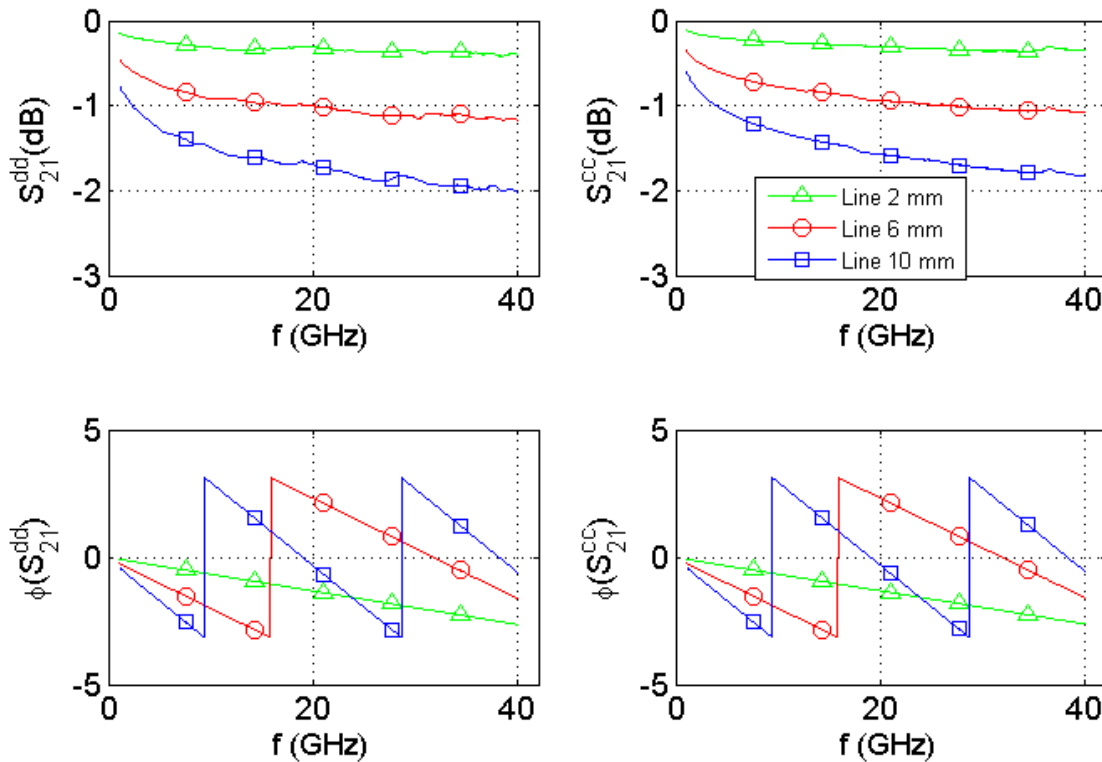 0
-1
-2
-3
S21dd(dB)
0 20 40
f (GHz)
0
-1
-2
-3
S21cc(dB)
Line 2 mm
Line 6 mm
Line 10 mm
0 20 40
f (GHz)
5
0
-5
ϕ(S21dd)
0 20 40
f (GHz)
5
0
-5
ϕ(S21cc)
0 20 40
f (GHz)